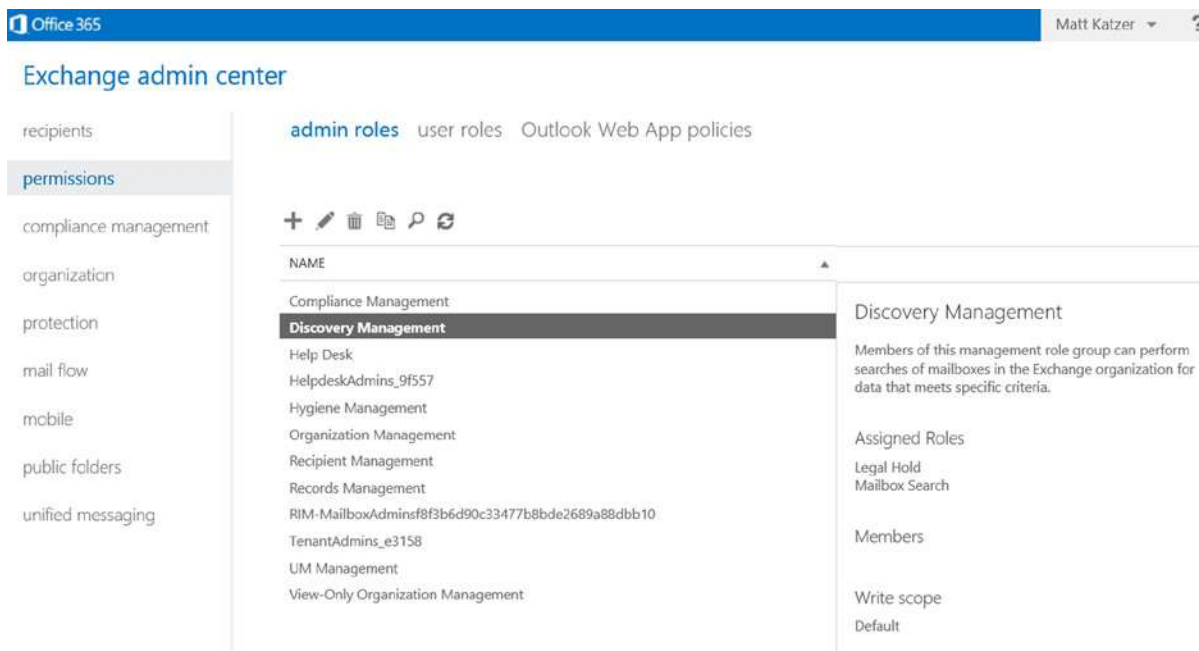 Office 365
Matt Katzer
?
Exchange admin center
recipients
permissions
compliance management
organization
protection
mail flow
mobile
public folders
unified messaging
admin roles user roles Outlook Web App policies
NAME
Compliance Management
Discovery Management
Help Desk
HelpdeskAdmins_9f557
Hygiene Management
Organization Management
Recipient Management
Records Management
RIM-MailboxAdminsf8f3b6d90c33477b8bde2689a88dbb10
TenantAdmins_e3158
UM Management
View-Only Organization Management
Discovery Management
Members of this management role group can perform
searches of mailboxes in the Exchange organization for
data that meets specific criteria.
Assigned Roles
Legal Hold
Mailbox Search
Members
Write scope
Default